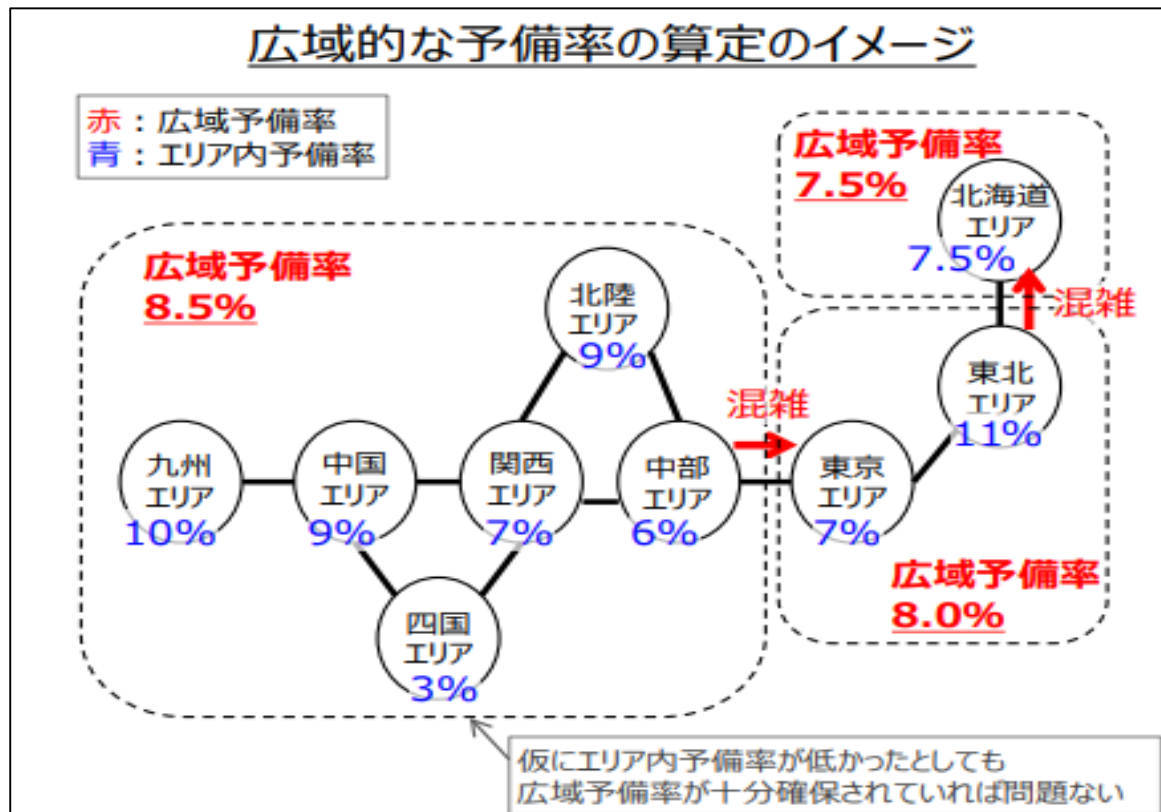 広域的な予備率の算定のイメージ
赤：広域予備率
青：エリア内予備率
広域予備率
7.5%
北海道
エリア
7.5%
混雑
広域予備率
8.5%
北陸
エリア
9%
東北
エリア
11%
混雑
九州
エリア
10%
中国
エリア
9%
関西
エリア
7%
中部
エリア
6%
東京
エリア
7%
広域予備率
8.0%
四国
エリア
3%
仮にエリア内予備率が低かったとしても
広域予備率が十分確保されていれば問題ない